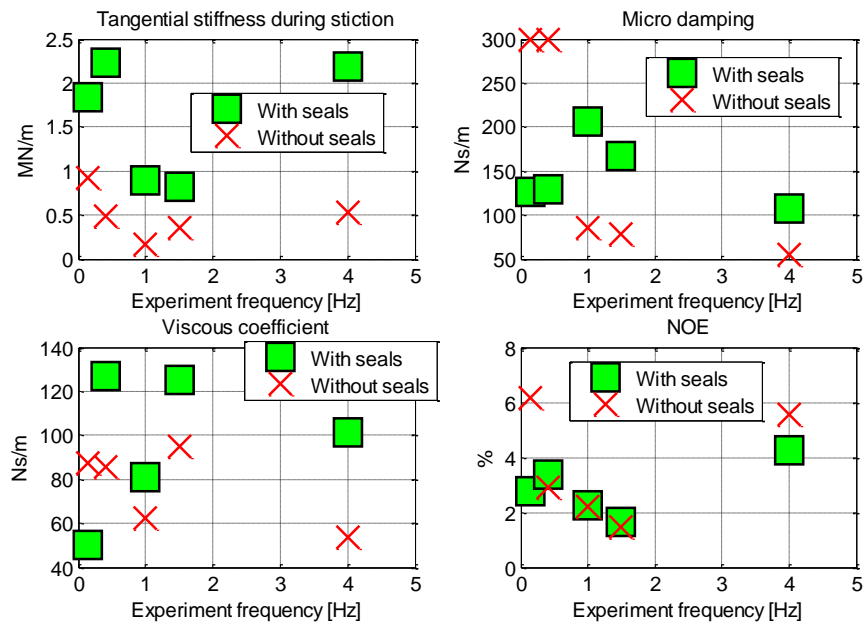 Tangential stiffness during stiction
2.5
2
1.5
1
0.5
0
MN/m
With seals
Without seals
0 1 2 3 4 5
Experiment frequency [Hz]
Micro damping
300
250
200
150
100
50
Ns/m
With seals
Without seals
0 1 2 3 4 5
Experiment frequency [Hz]
Viscous coefficient
140
120
100
80
60
40
Ns/m
With seals
Without seals
0 1 2 3 4 5
Experiment frequency [Hz]
NOE
8
6
4
2
0
%
With seals
Without seals
0 1 2 3 4 5
Experiment frequency [Hz]